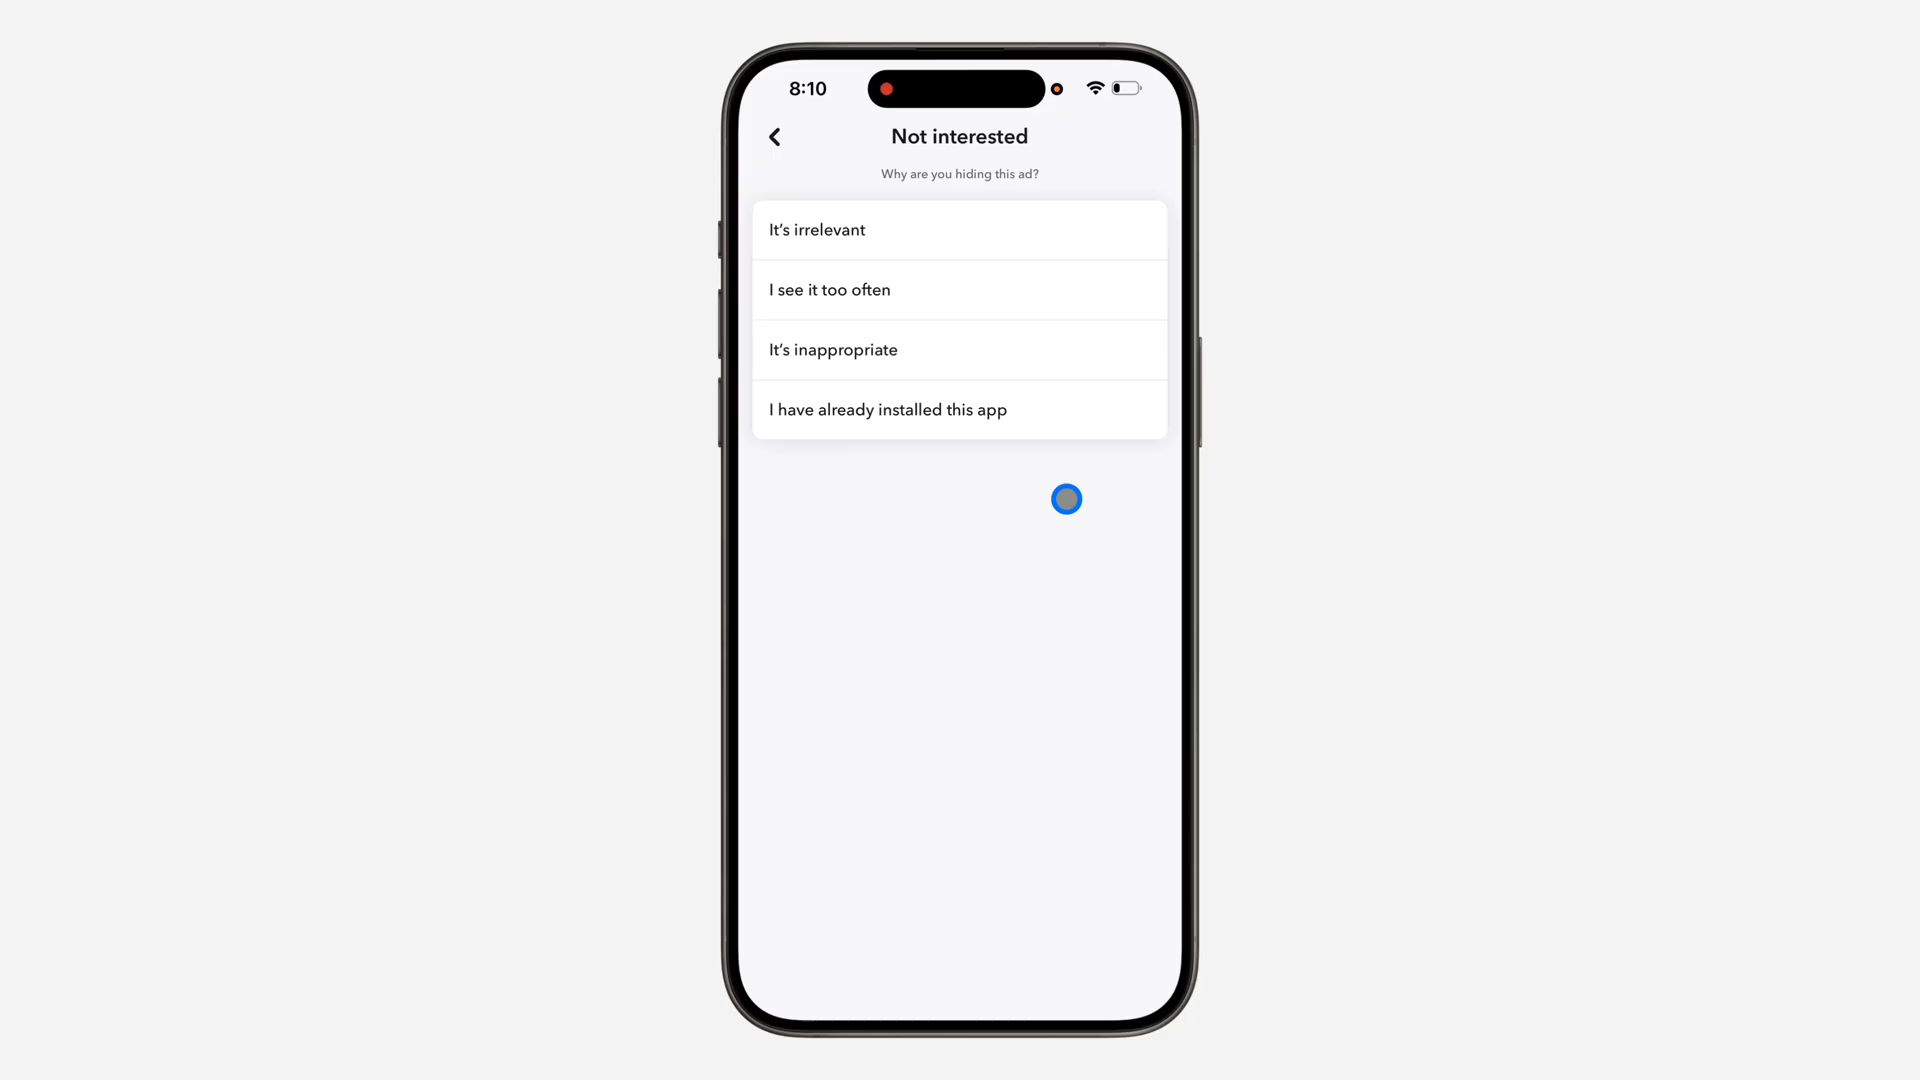 8:10
Not interested
Why are you hiding this ad?
It’s irrelevant
I see it too often
It’s inappropriate
I have already installed this app